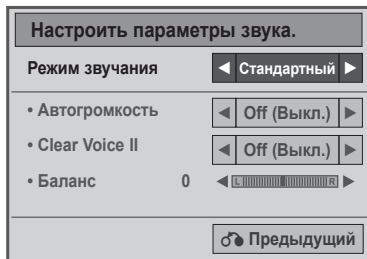 Настроить параметры звука.
Режим звучания ◀ Стандартный ▶
• Автогромкость ◀ Off (Выкл.) ▶
• Clear Voice II ◀ Off (Выкл.) ▶
• Баланс 0 ◀ L R ▶
Предыдущий